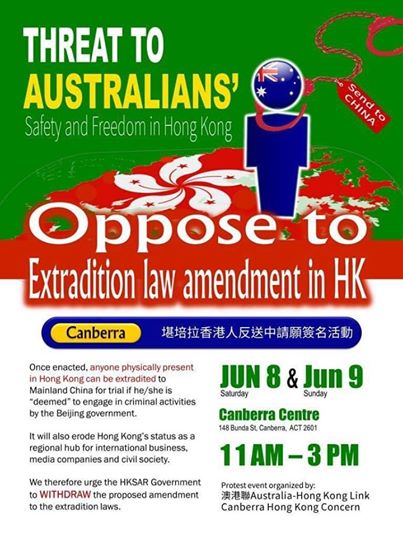 THREAT TO
AUSTRALIANS'
Safety and Freedom in Hong Kong
Send to
CHINA
Oppose to
Extradition law amendment in HK
Canberra
堪培拉香港人反送中請願簽名活動
Once enacted, anyone physically present
in Hong Kong can be extradited to
Mainland China for trial if he/she is
"deemed" to engage in criminal activities
by the Beijing government.
It will also erode Hong Kong's status as a
regional hub for international business,
media companies and civil society.
We therefore urge the HKSAR Government
to WITHDRAW the proposed amendment
to the extradition laws.
JUN 8 & Jun 9
Saturday Sunday
Canberra Centre
148 Bunda St, Canberra, ACT 2601
11 AM – 3 PM
Protest event organized by:
澳港聯Australia-Hong Kong Link
Canberra Hong Kong Concern